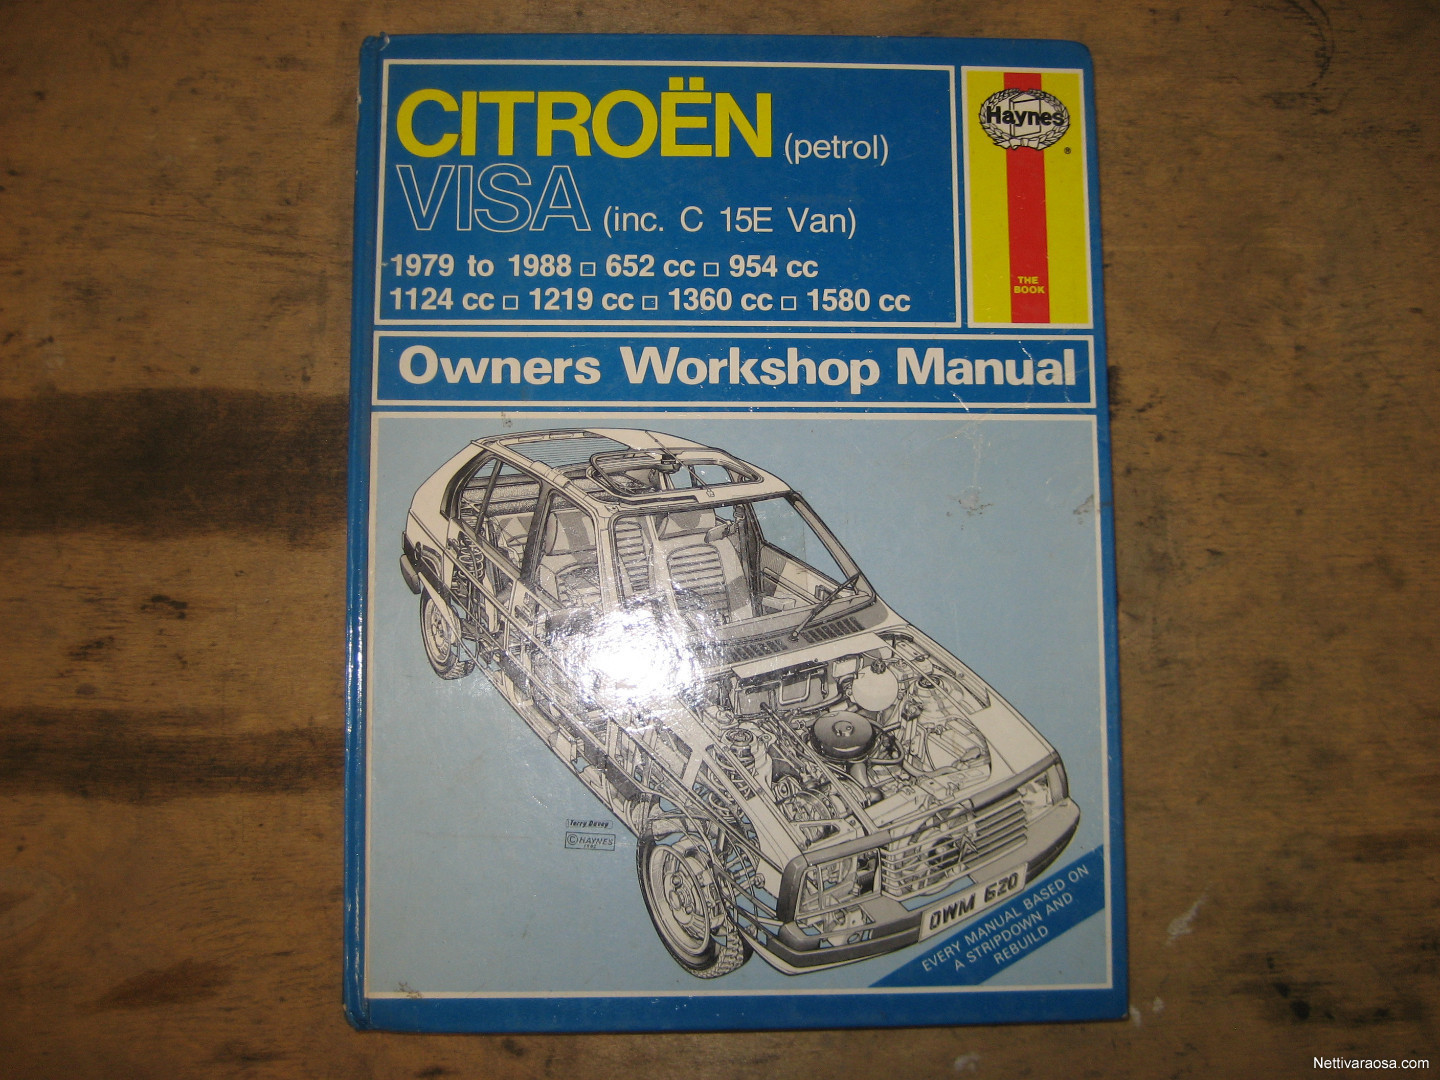 CITROËN (petrol)
VISA (inc. C 15E Van)
1979 to 1988 □ 652 cc □ 954 cc
1124 cc □ 1219 cc □ 1360 cc □ 1580 cc
Haynes
®
THE
BOOK
Owners Workshop Manual
Terry Davey
© HAYNES
OWM 620
EVERY MANUAL BASED ON
A STRIPDOWN AND
REBUILD
Nettivaraosa.com